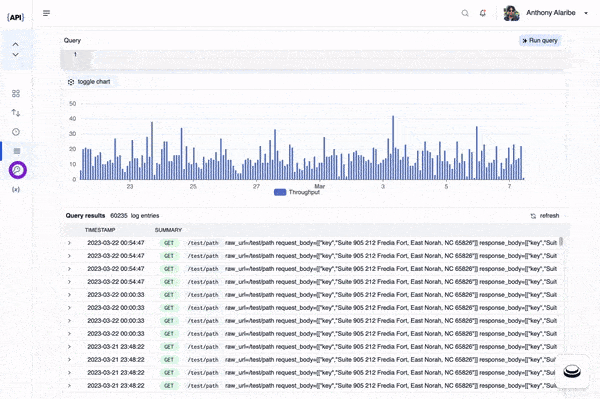 {API}
Anthony Alaribe
Query
Run query
1
toggle chart
50
40
30
20
10
0
23 25 27 Mar 3 5 7
Throughput
Query results 60235 log entries refresh
TIMESTAMP SUMMARY
2023-03-22 00:54:47 GET /test/path raw_url=/test/path request_body=[["key","Suite 905 212 Fredia Fort, East Norah, NC 65826"]] response_body=[["key","Suit
2023-03-22 00:54:47 GET /test/path raw_url=/test/path request_body=[["key","Suite 905 212 Fredia Fort, East Norah, NC 65826"]] response_body=[["key","Suit
2023-03-22 00:54:47 GET /test/path raw_url=/test/path request_body=[["key","Suite 905 212 Fredia Fort, East Norah, NC 65826"]] response_body=[["key","Suit
2023-03-22 00:54:47 GET /test/path raw_url=/test/path request_body=[["key","Suite 905 212 Fredia Fort, East Norah, NC 65826"]] response_body=[["key","Suit
2023-03-22 00:00:33 GET /test/path raw_url=/test/path request_body=[["key","Suite 905 212 Fredia Fort, East Norah, NC 65826"]] response_body=[["key","Suit
2023-03-22 00:00:33 GET /test/path raw_url=/test/path request_body=[["key","Suite 905 212 Fredia Fort, East Norah, NC 65826"]] response_body=[["key","Suit
2023-03-22 00:00:33 GET /test/path raw_url=/test/path request_body=[["key","Suite 905 212 Fredia Fort, East Norah, NC 65826"]] response_body=[["key","Suit
2023-03-22 00:00:33 GET /test/path raw_url=/test/path request_body=[["key","Suite 905 212 Fredia Fort, East Norah, NC 65826"]] response_body=[["key","Suit
2023-03-21 23:48:22 GET /test/path raw_url=/test/path request_body=[["key","Suite 905 212 Fredia Fort, East Norah, NC 65826"]] response_body=[["key","Suit
2023-03-21 23:48:22 GET /test/path raw_url=/test/path request_body=[["key","Suite 905 212 Fredia Fort, East Norah, NC 65826"]] response_body=[["key","Suit
2023-03-21 23:48:22 GET /test/path raw_url=/test/path request_body=[["key","Suite 905 212 Fredia Fort, East Norah, NC 65826"]] response_body=[["key","Suit
2023-03-21 23:48:22 GET /test/path raw_url=/test/path request_body=[["key","Suite 905 212 Fredia Fort, East Norah, NC 65826"]] response_body=[["key","Suit